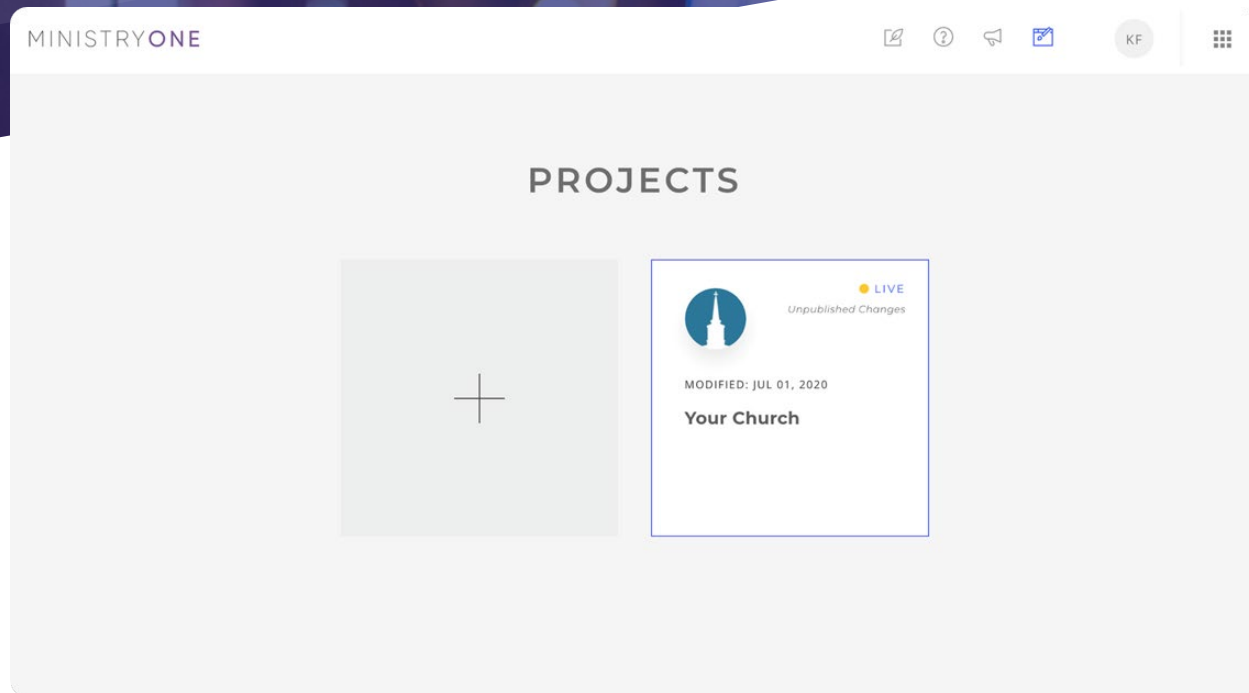 MINISTRYONE
KF
PROJECTS
LIVE
Unpublished Changes
MODIFIED: JUL 01, 2020
Your Church